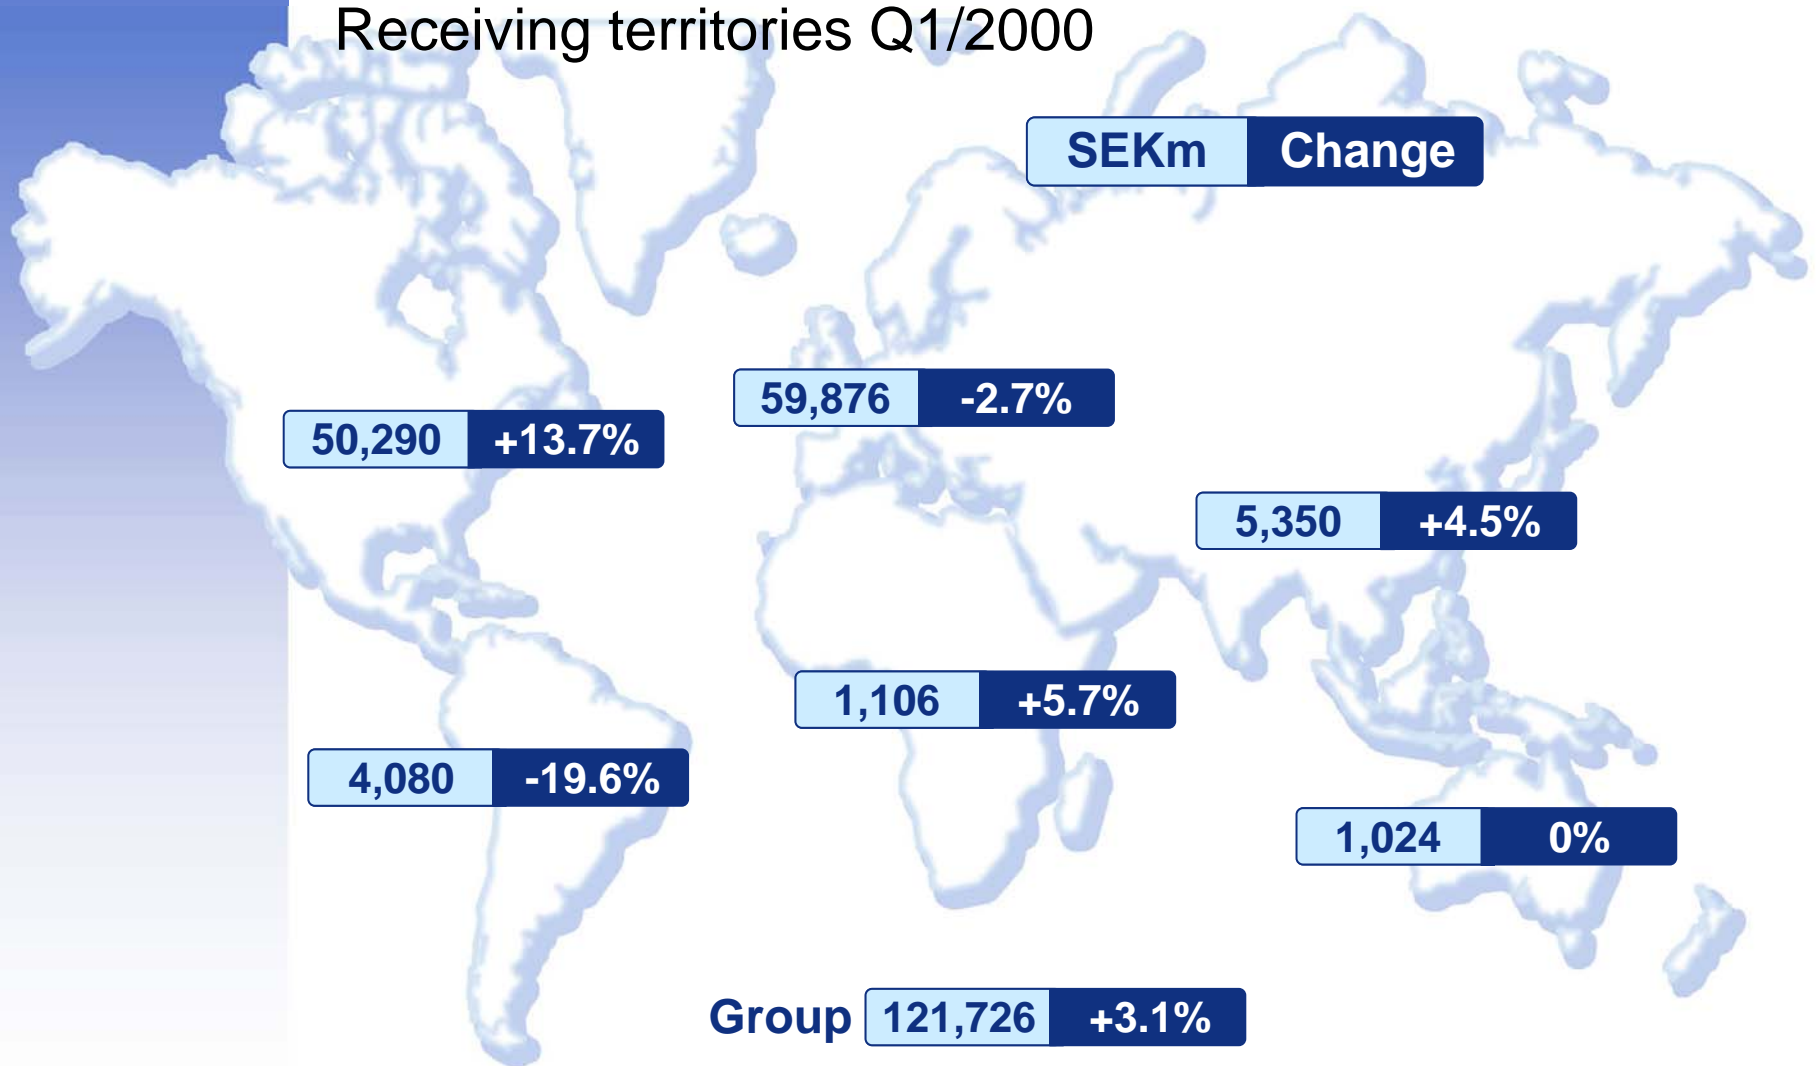 Receiving territories Q1/2000
SEKm Change
59,876 -2.7%
50,290 +13.7%
5,350 +4.5%
1,106 +5.7%
4,080 -19.6%
1,024 0%
Group 121,726 +3.1%